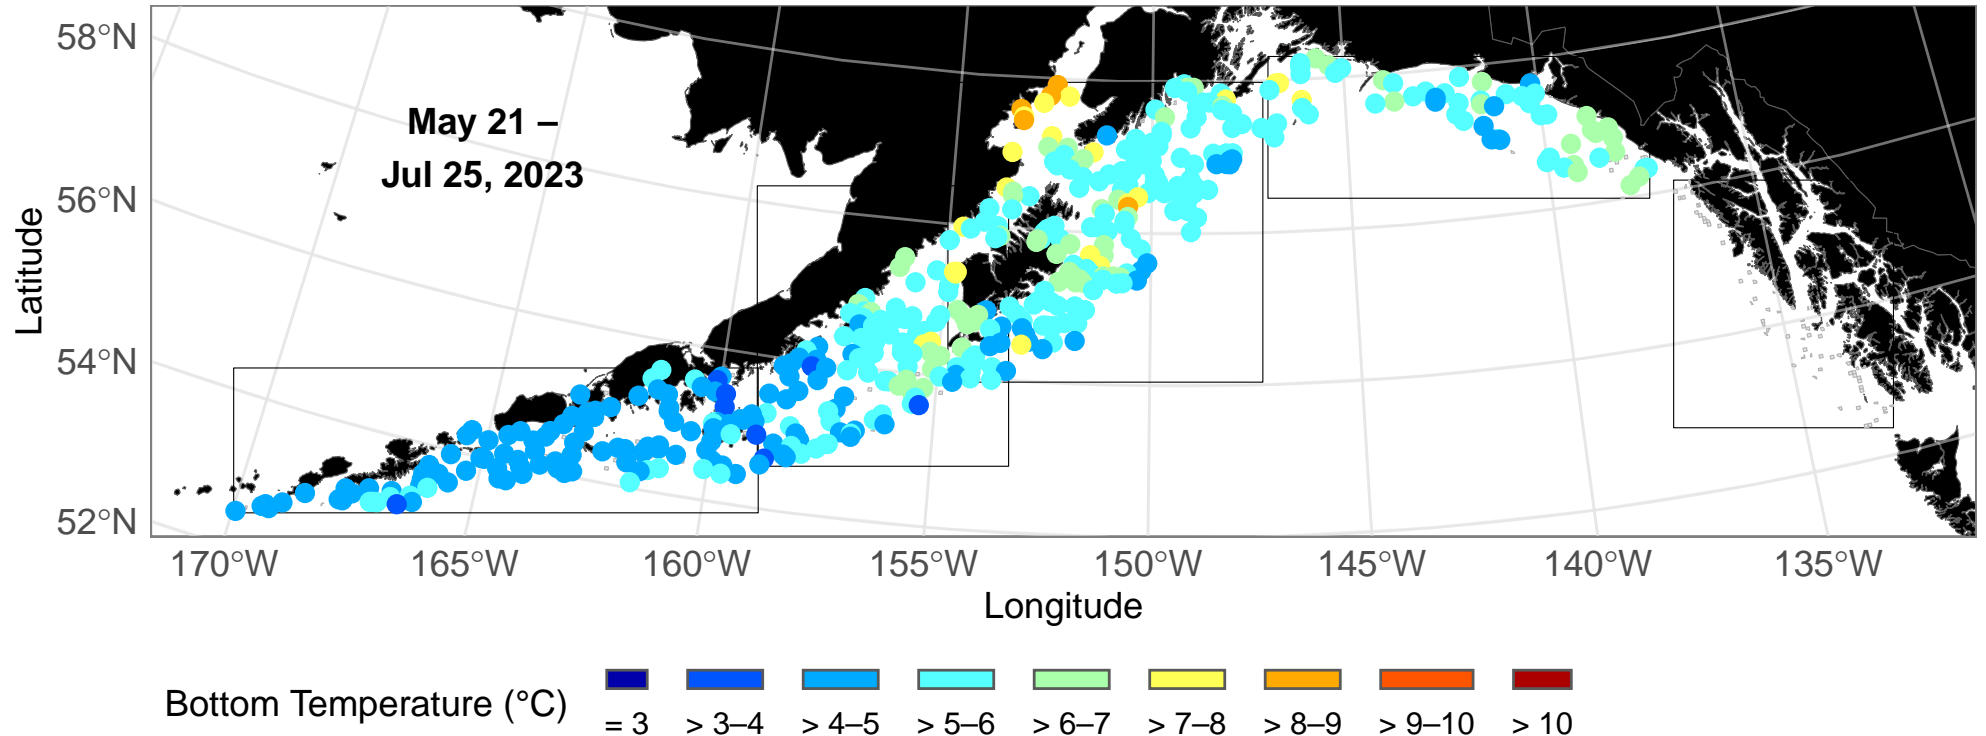 58°N
56°N
54°N
52°N
Latitude
May 21 –
Jul 25, 2023
170°W 165°W 160°W 155°W 150°W 145°W 140°W 135°W
Longitude
Bottom Temperature (°C)
= 3 > 3–4 > 4–5 > 5–6 > 6–7 > 7–8 > 8–9 > 9–10 > 10